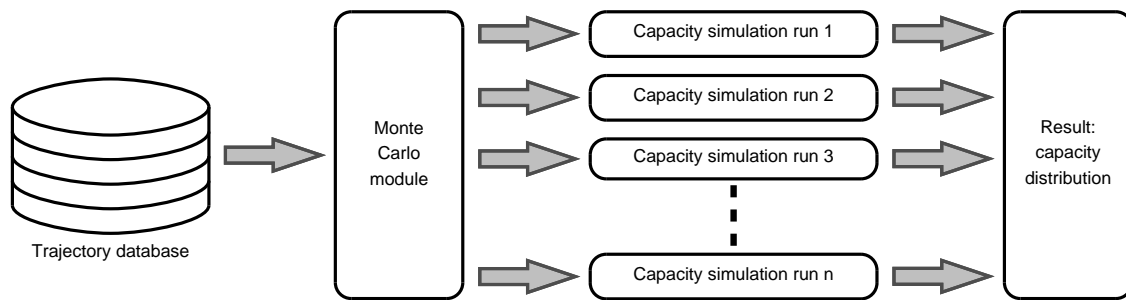 Trajectory database
Monte
Carlo
module
Capacity simulation run 1
Capacity simulation run 2
Capacity simulation run 3
Capacity simulation run n
Result:
capacity
distribution